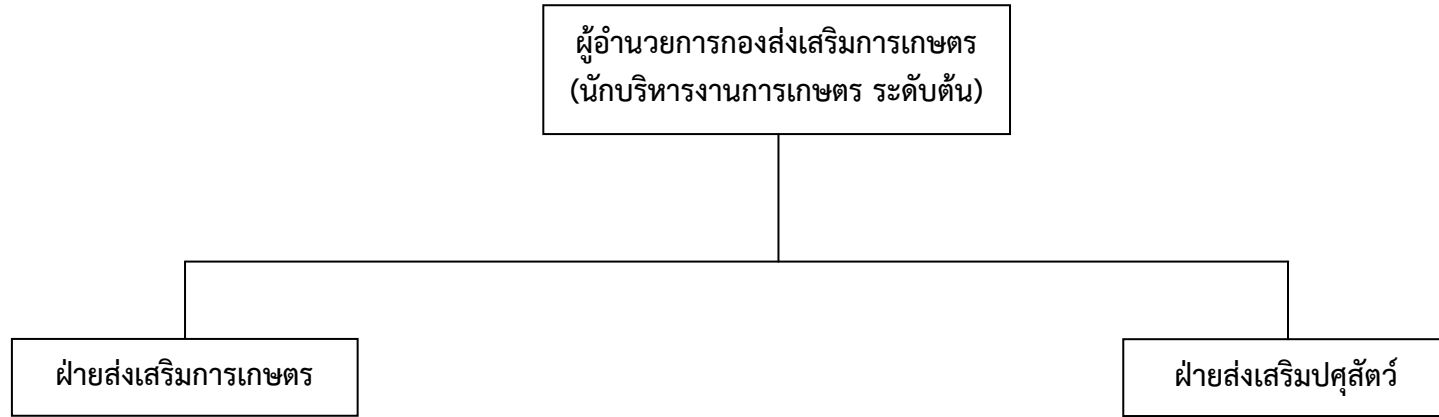 ผู้อำนวยการกองส่งเสริมการเกษตร
(นักบริหารงานการเกษตร ระดับต้น)
ฝ่ายส่งเสริมการเกษตร
ฝ่ายส่งเสริมปศุสัตว์